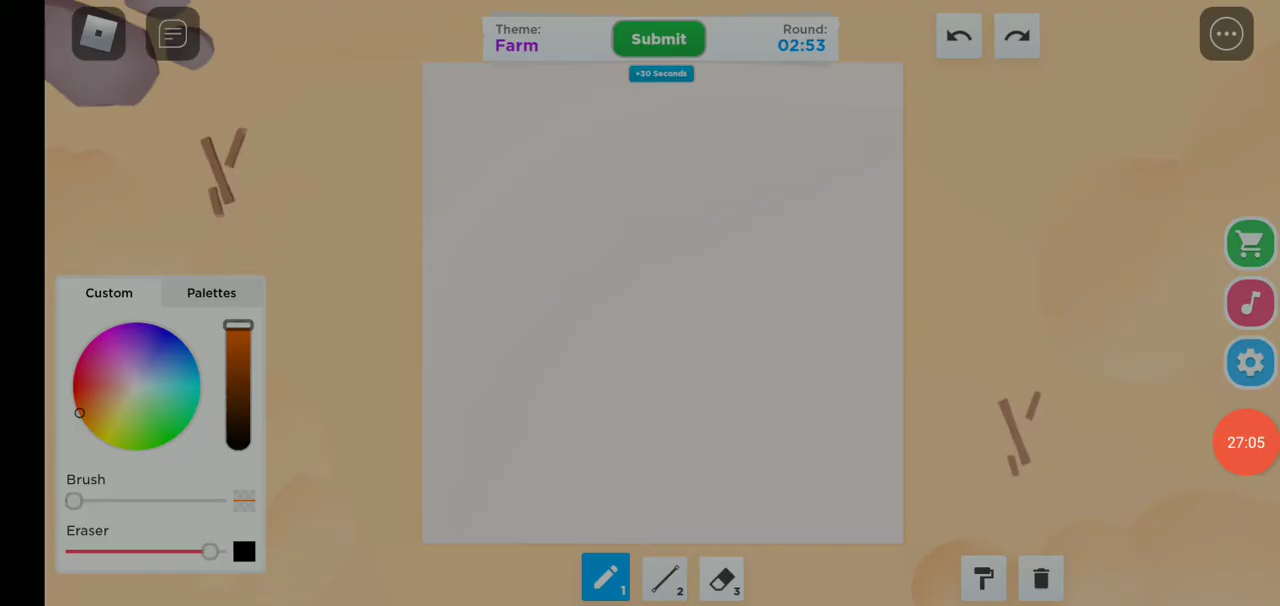 Theme:
Farm
Submit
Round:
02:53
+30 Seconds
Custom
Palettes
Brush
Eraser
27:05
1
2
3